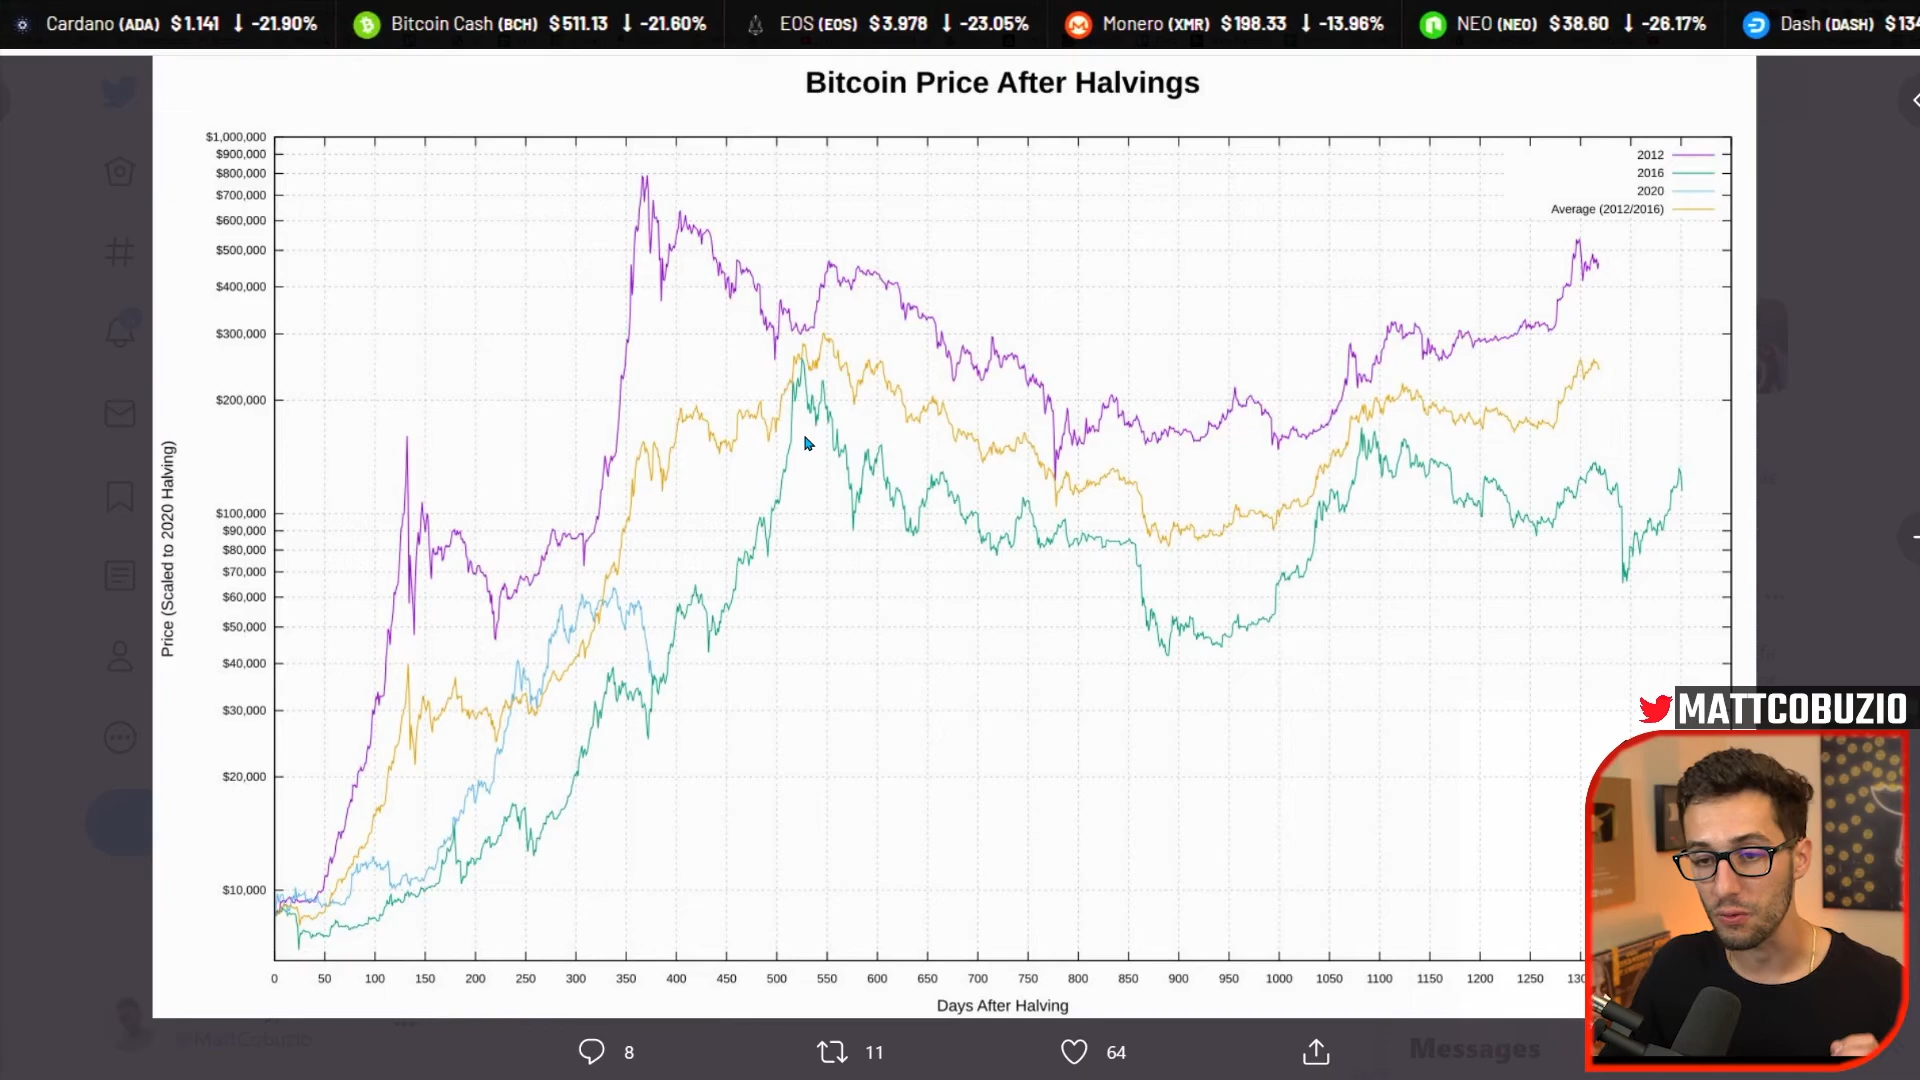 Cardano (ADA) $1.141 ↓ -21.90% Bitcoin Cash (BCH) $511.13 ↓ -21.60% EOS (EOS) $3.978 ↓ -23.05% Monero (XMR) $198.33 ↓ -13.96% NEO (NEO) $38.60 ↓ -26.17% Dash (DASH) $134
Bitcoin Price After Halvings
$1,000,000
$900,000
$800,000
$700,000
$600,000
$500,000
$400,000
$300,000
$200,000
$100,000
$90,000
$80,000
$70,000
$60,000
$50,000
$40,000
$30,000
$20,000
$10,000
Price (Scaled to 2020 Halving)
2012
2016
2020
Average (2012/2016)
0 50 100 150 200 250 300 350 400 450 500 550 600 650 700 750 800 850 900 950 1000 1050 1100 1150 1200 1250
Days After Halving
MATTCOBUZIO
@MattCobuzio
8 11 64
Messages